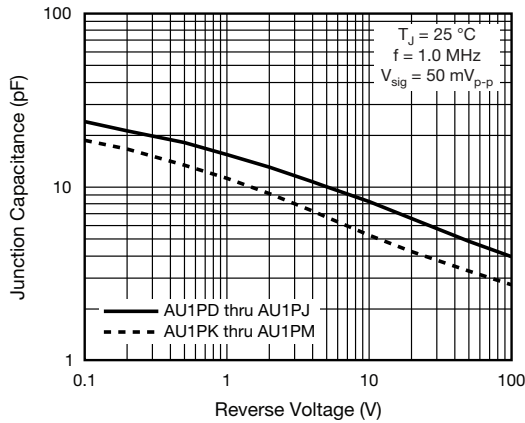 100
10
1
Junction Capacitance (pF)
T_J = 25 °C
f = 1.0 MHz
V_sig = 50 mV_p-p
AU1PD thru AU1PJ
AU1PK thru AU1PM
0.1
1
10
100
Reverse Voltage (V)